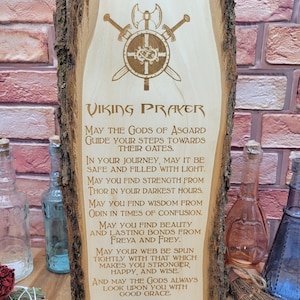 Viking Prayer
May the Gods of Asgard
Guide your steps towards
their gates.
In your journey, may it be
safe and filled with light.
May you find strength from
Thor in your darkest hours.
May you find wisdom from
Odin in times of confusion.
May you find beauty
and lasting bonds from
Freya and Frey.
May your web be spun
tightly with that which
makes you stronger,
happy, and wise.
And may the Gods always
look upon you with
good grace.